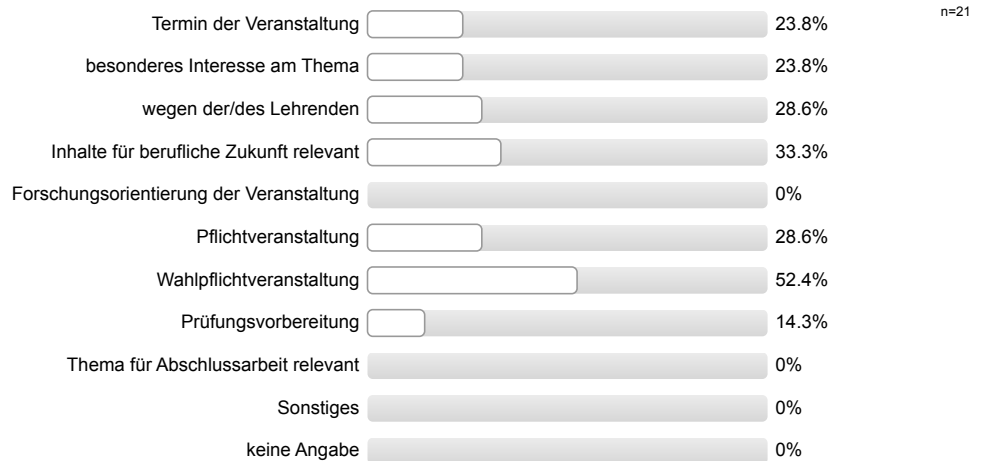 n=21
Termin der Veranstaltung 23.8%
besonderes Interesse am Thema 23.8%
wegen der/des Lehrenden 28.6%
Inhalte für berufliche Zukunft relevant 33.3%
Forschungsorientierung der Veranstaltung 0%
Pflichtveranstaltung 28.6%
Wahlpflichtveranstaltung 52.4%
Prüfungsvorbereitung 14.3%
Thema für Abschlussarbeit relevant 0%
Sonstiges 0%
keine Angabe 0%